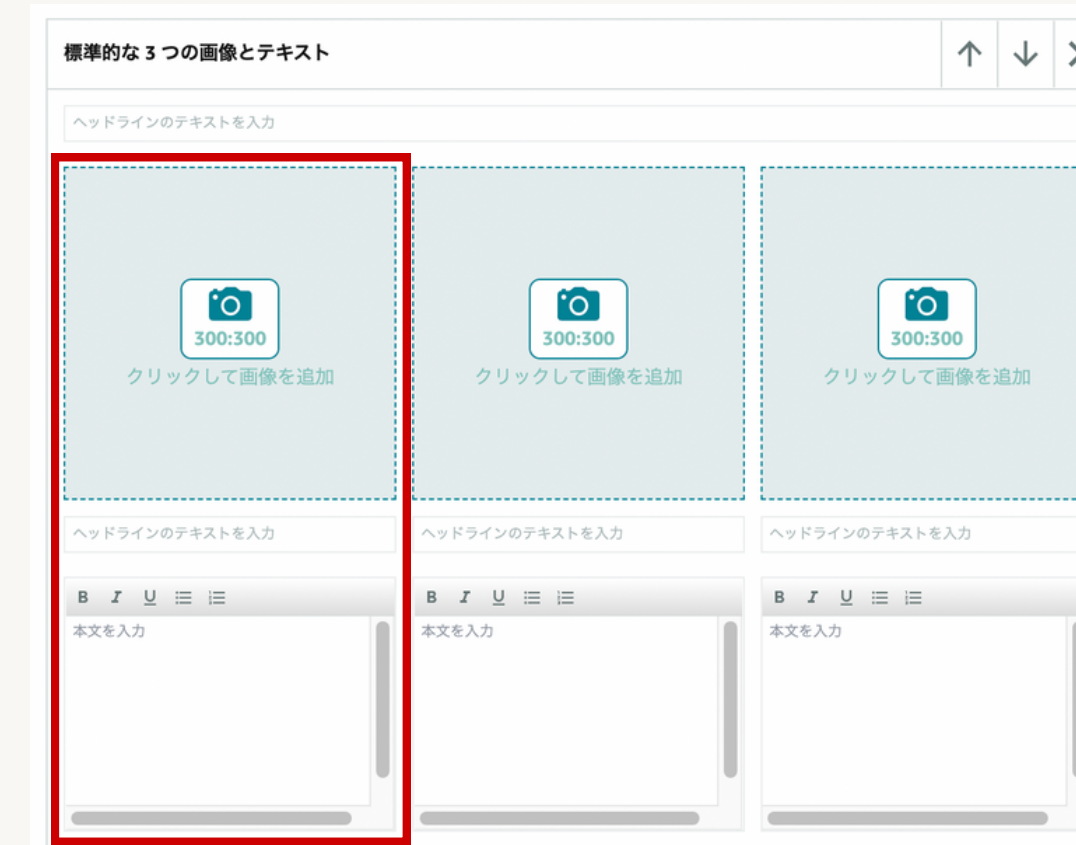 標準的な 3 つの画像とテキスト
ヘッドラインのテキストを入力
300:300
クリックして画像を追加
300:300
クリックして画像を追加
300:300
クリックして画像を追加
ヘッドラインのテキストを入力
ヘッドラインのテキストを入力
ヘッドラインのテキストを入力
B I U
B I U
B I U
本文を入力
本文を入力
本文を入力